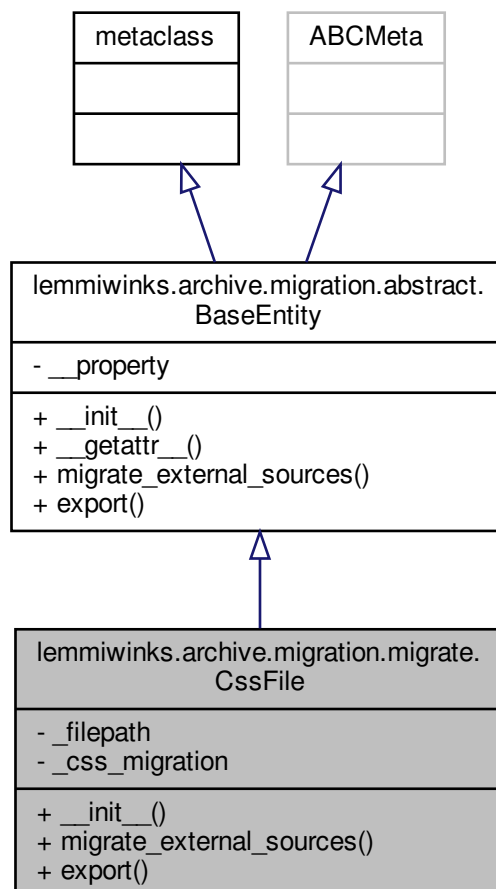 metaclass
ABCMeta
lemmiwinks.archive.migration.abstract.
BaseEntity
- __property
+ __init__()
+ __getattr__()
+ migrate_external_sources()
+ export()
lemmiwinks.archive.migration.migrate.
CssFile
- _filepath
- _css_migration
+ __init__()
+ migrate_external_sources()
+ export()